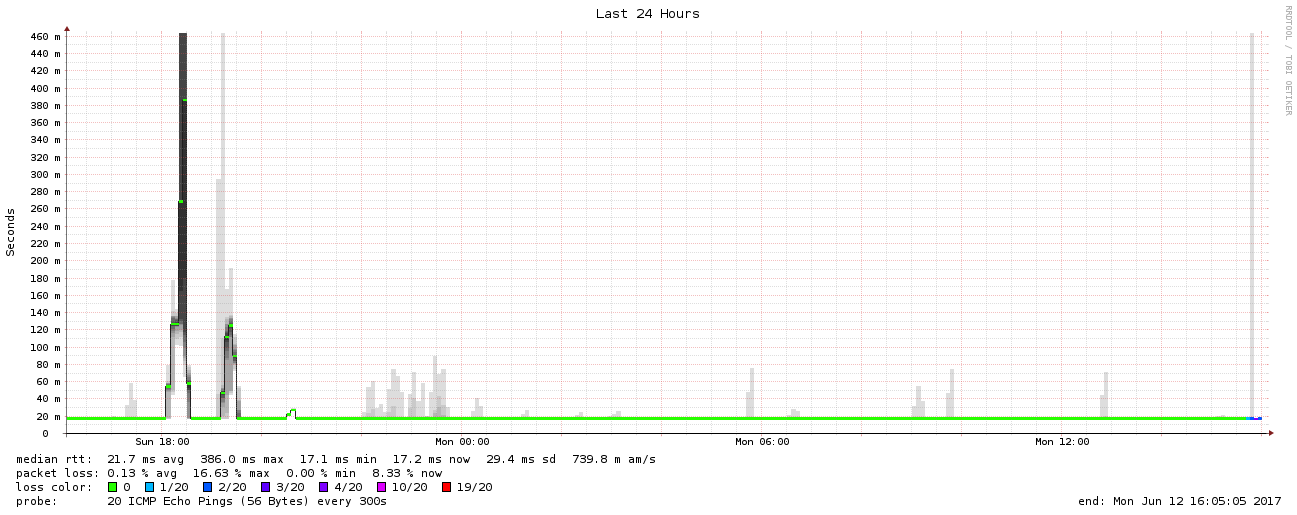 Last 24 Hours
RRDTOOL / TOBI OETIKER
Seconds
460 m
440 m
420 m
400 m
380 m
360 m
340 m
320 m
300 m
280 m
260 m
240 m
220 m
200 m
180 m
160 m
140 m
120 m
100 m
80 m
60 m
40 m
20 m
0
Sun 18:00 Mon 00:00 Mon 06:00 Mon 12:00
median rtt: 21.7 ms avg 386.0 ms max 17.1 ms min 17.2 ms now 29.4 ms sd 739.8 m am/s
packet loss: 0.13 % avg 16.63 % max 0.00 % min 8.33 % now
loss color: 0 1/20 2/20 3/20 4/20 10/20 19/20
probe: 20 ICMP Echo Pings (56 Bytes) every 300s end: Mon Jun 12 16:05:05 2017